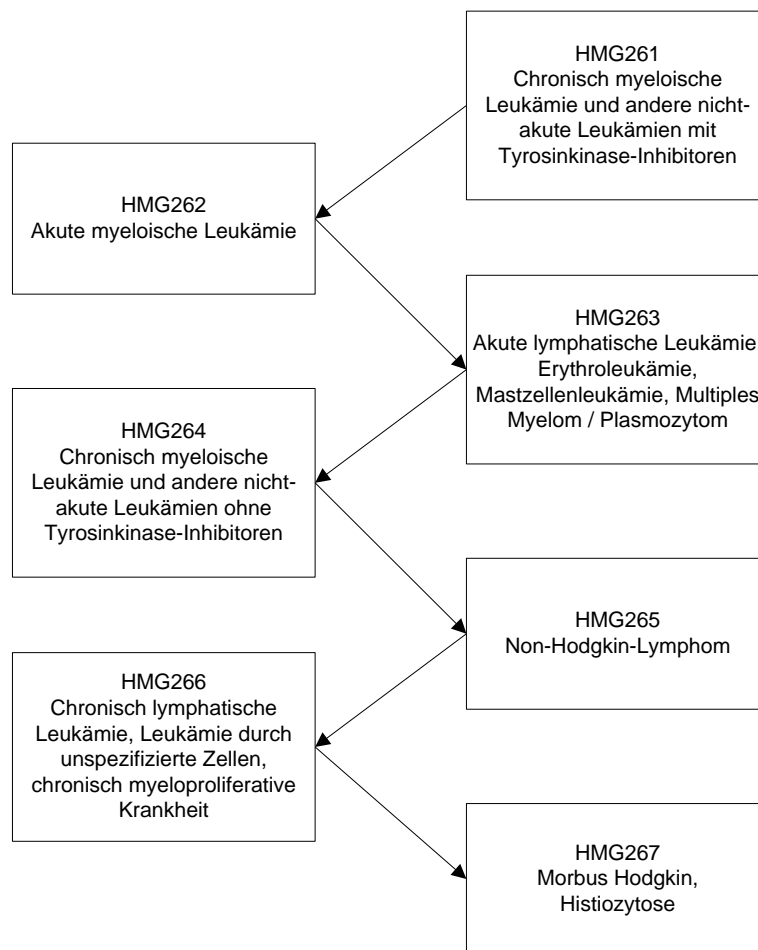 HMG261
Chronisch myeloische
Leukämie und andere nicht-
akute Leukämien mit
Tyrosinkinase-Inhibitoren
HMG262
Akute myeloische Leukämie
HMG263
Akute lymphatische Leukämie,
Erythroleukämie,
Mastzellenleukämie, Multiples
Myelom / Plasmozytom
HMG264
Chronisch myeloische
Leukämie und andere nicht-
akute Leukämien ohne
Tyrosinkinase-Inhibitoren
HMG265
Non-Hodgkin-Lymphom
HMG266
Chronisch lymphatische
Leukämie, Leukämie durch
unspezifizierte Zellen,
chronisch myeloproliferative
Krankheit
HMG267
Morbus Hodgkin,
Histiozytose